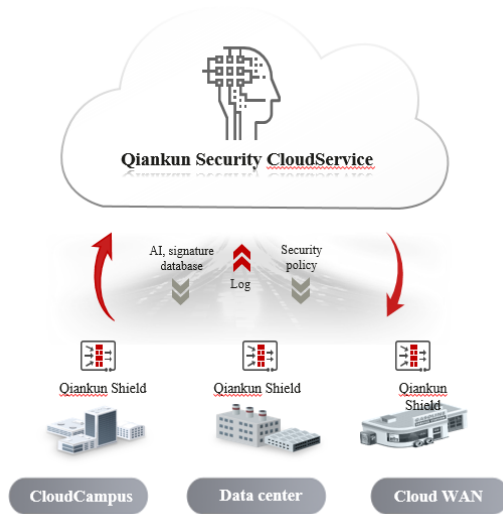 Qiankun Security CloudService
AI, signature
database
Log
Security
policy
Qiankun Shield
Qiankun Shield
Qiankun
Shield
CloudCampus
Data center
Cloud WAN